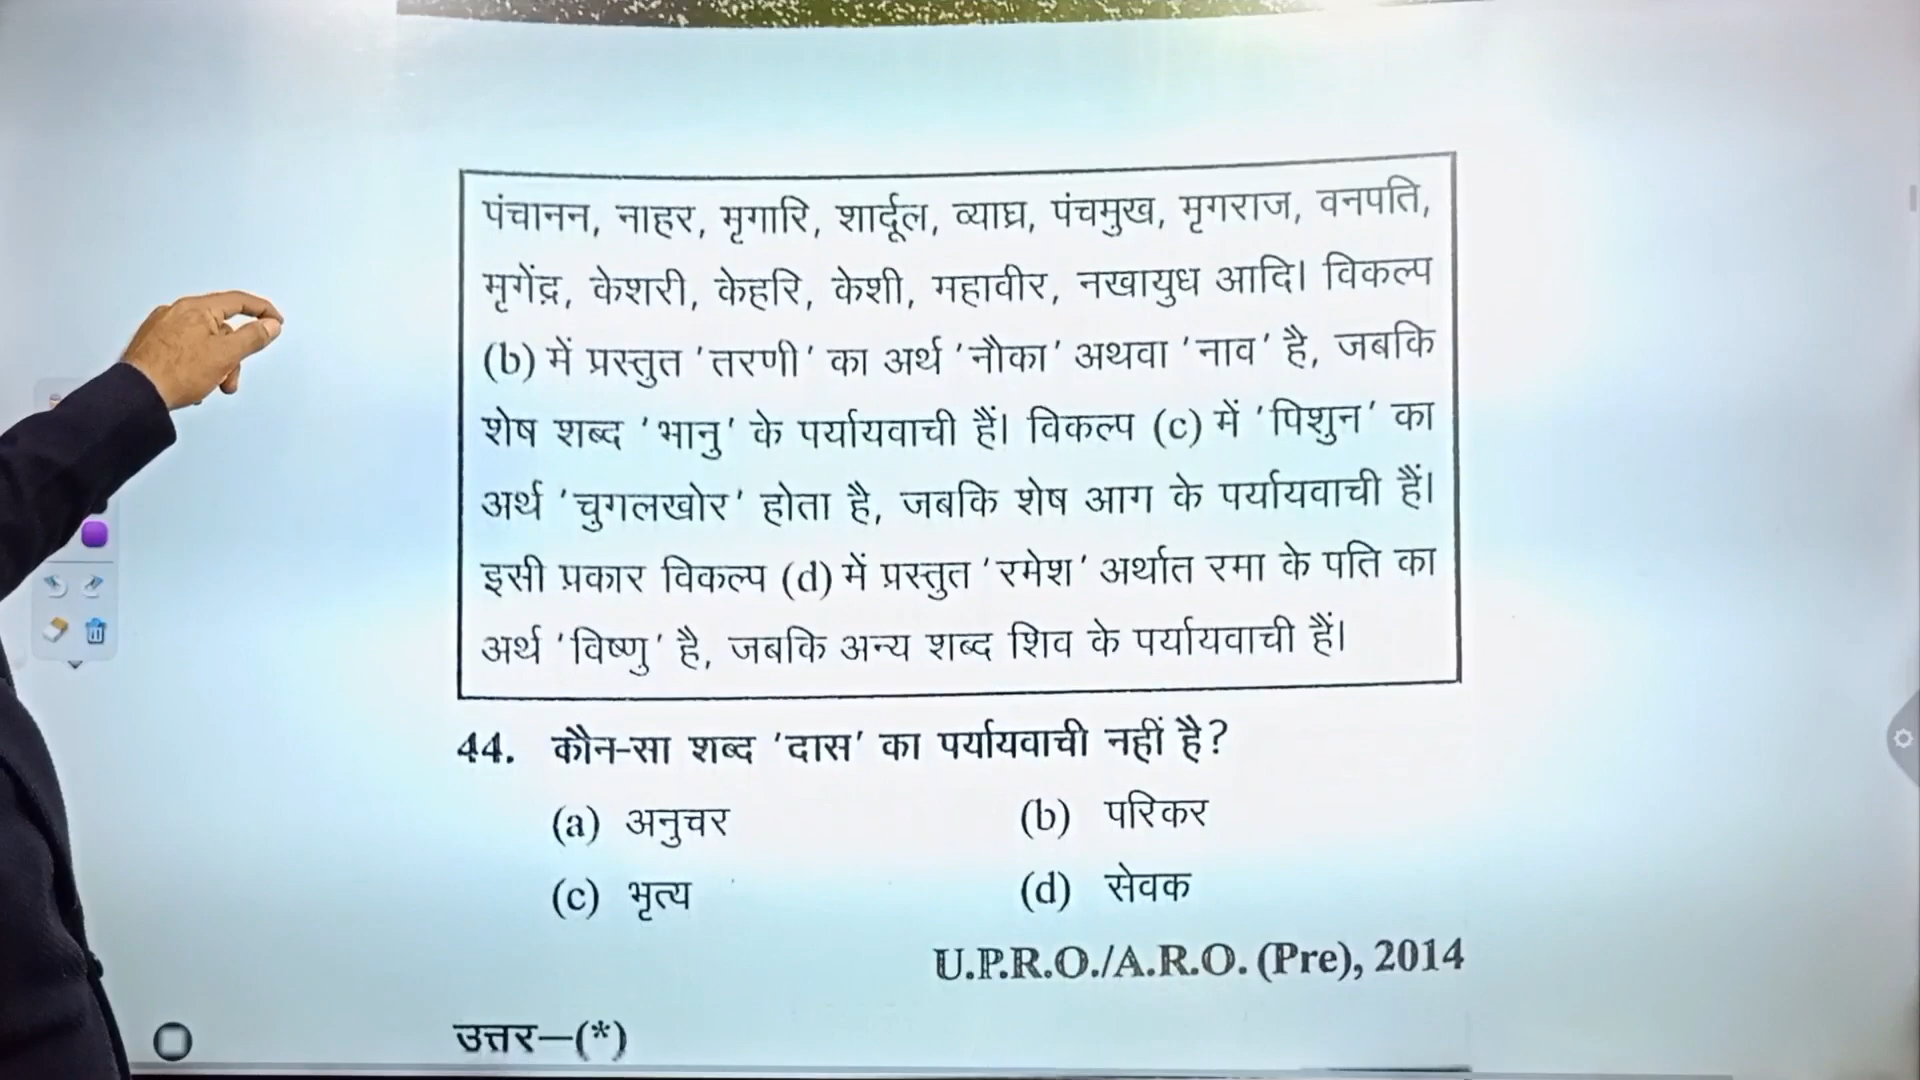 पंचानन, नाहर, मृगारि, शार्दूल, व्याघ्र, पंचमुख, मृगराज, वनपति,
मृगेंद्र, केशरी, केहरि, केशी, महावीर, नखायुध आदि। विकल्प
(b) में प्रस्तुत 'तरणी' का अर्थ 'नौका' अथवा 'नाव' है, जबकि
शेष शब्द 'भानु' के पर्यायवाची हैं। विकल्प (c) में 'पिशुन' का
अर्थ 'चुगलखोर' होता है, जबकि शेष आग के पर्यायवाची हैं।
इसी प्रकार विकल्प (d) में प्रस्तुत 'रमेश' अर्थात रमा के पति का
अर्थ 'विष्णु' है, जबकि अन्य शब्द शिव के पर्यायवाची हैं।
44. कौन-सा शब्द 'दास' का पर्यायवाची नहीं है?
(a) अनुचर (b) परिकर
(c) भृत्य (d) सेवक
U.P.R.O./A.R.O. (Pre), 2014
उत्तर—(*)